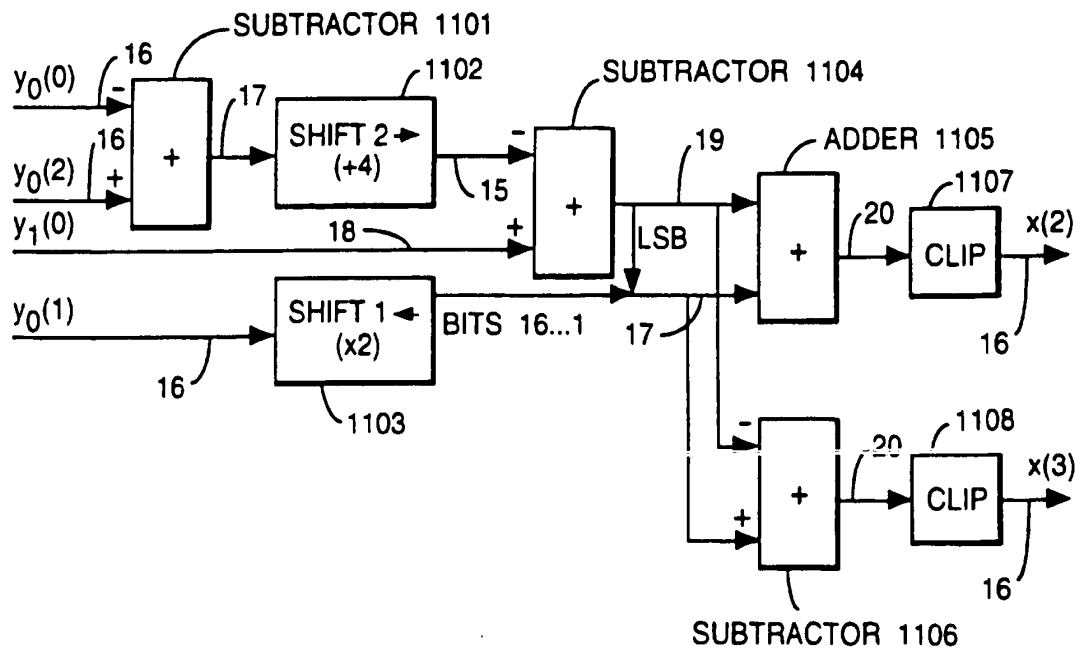 SUBTRACTOR 1101
16
y0(0)
-
17
1102
SUBTRACTOR 1104
SHIFT 2 →
(÷4)
-
19
ADDER 1105
16
y0(2)
+
+
15
+
1107
20
x(2)
y1(0)
18
+
LSB
+
CLIP
y0(1)
SHIFT 1 ←
(x2)
BITS 16...1
17
16
16
1103
-
20
1108
x(3)
+
+
CLIP
16
SUBTRACTOR 1106